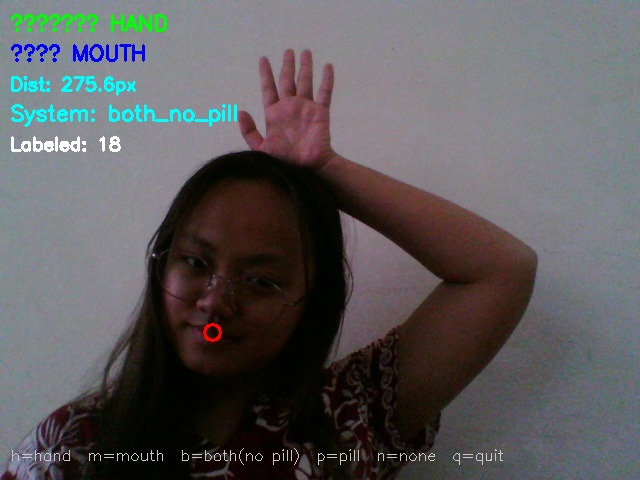 ??????? HAND
???? MOUTH
Dist: 275.6px
System: both_no_pill
Labeled: 18
h=hand m=mouth b=both(no pill) p=pill n=none q=quit